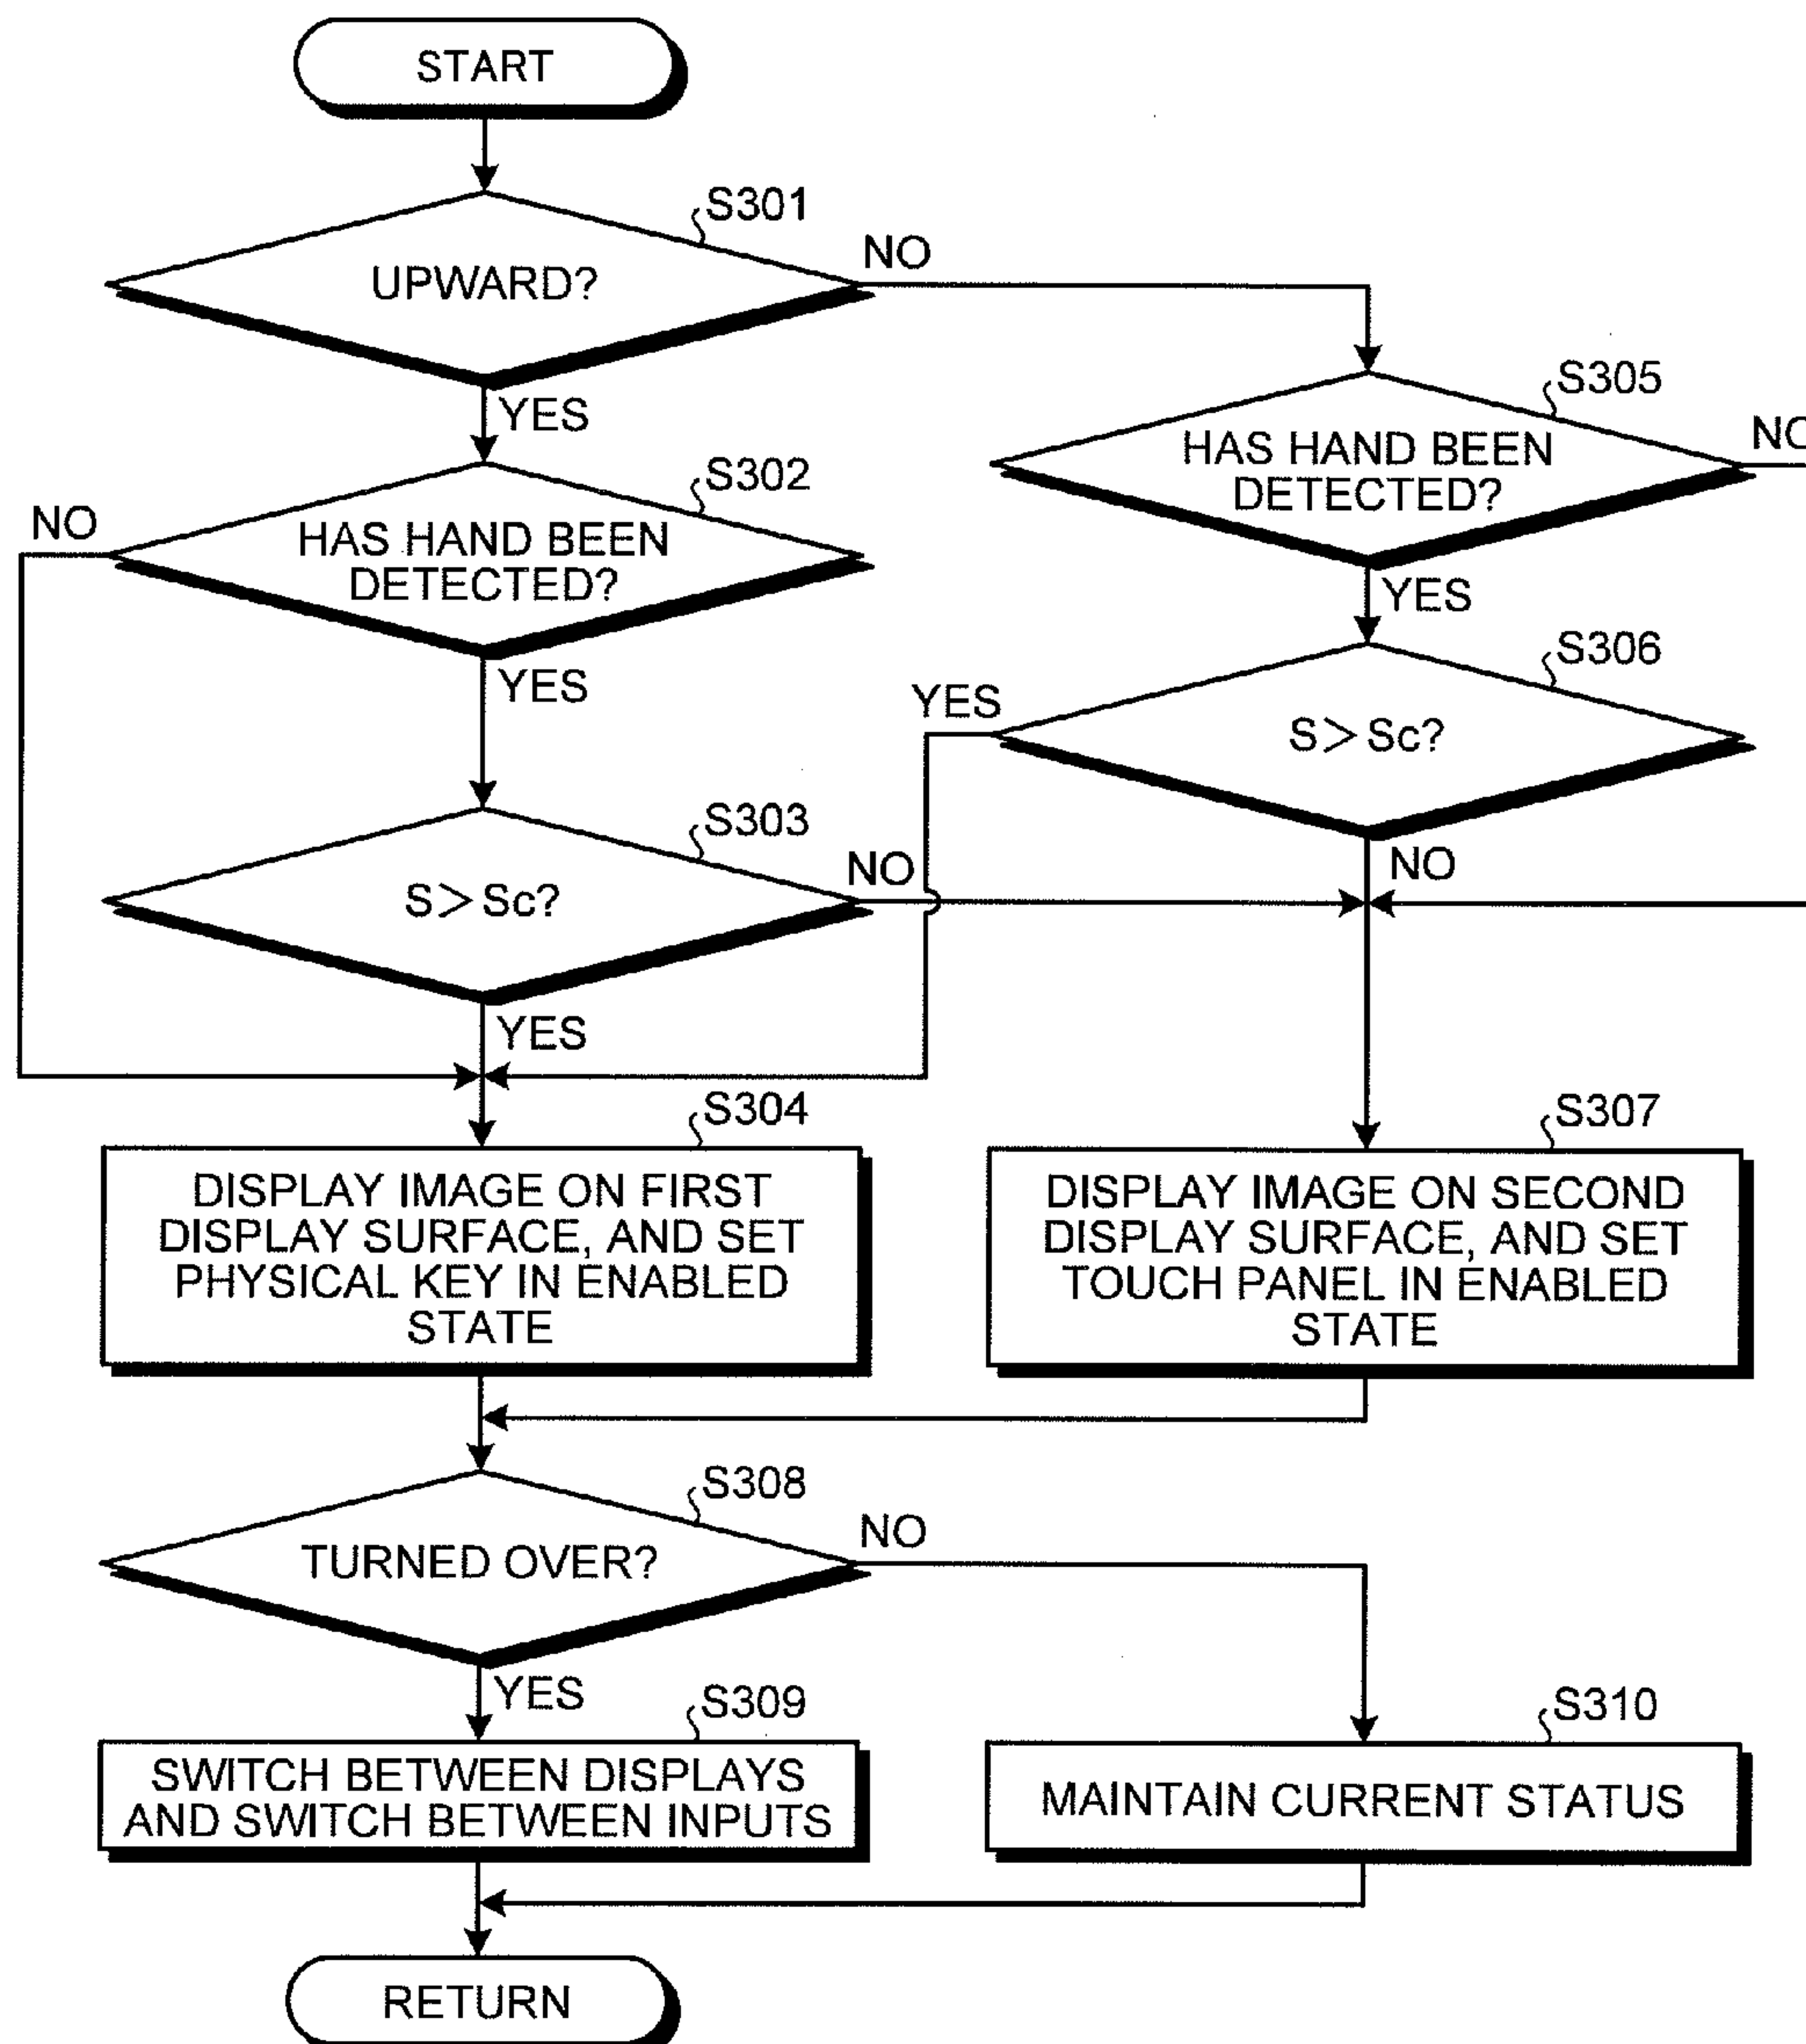 START
S301
UPWARD?
NO
YES
S305
HAS HAND BEEN
DETECTED?
NO
YES
S302
HAS HAND BEEN
DETECTED?
NO
YES
S306
S>Sc?
YES
NO
S303
S>Sc?
NO
YES
S304
DISPLAY IMAGE ON FIRST
DISPLAY SURFACE, AND SET
PHYSICAL KEY IN ENABLED
STATE
S307
DISPLAY IMAGE ON SECOND
DISPLAY SURFACE, AND SET
TOUCH PANEL IN ENABLED
STATE
S308
TURNED OVER?
NO
YES
S309
SWITCH BETWEEN DISPLAYS
AND SWITCH BETWEEN INPUTS
S310
MAINTAIN CURRENT STATUS
RETURN